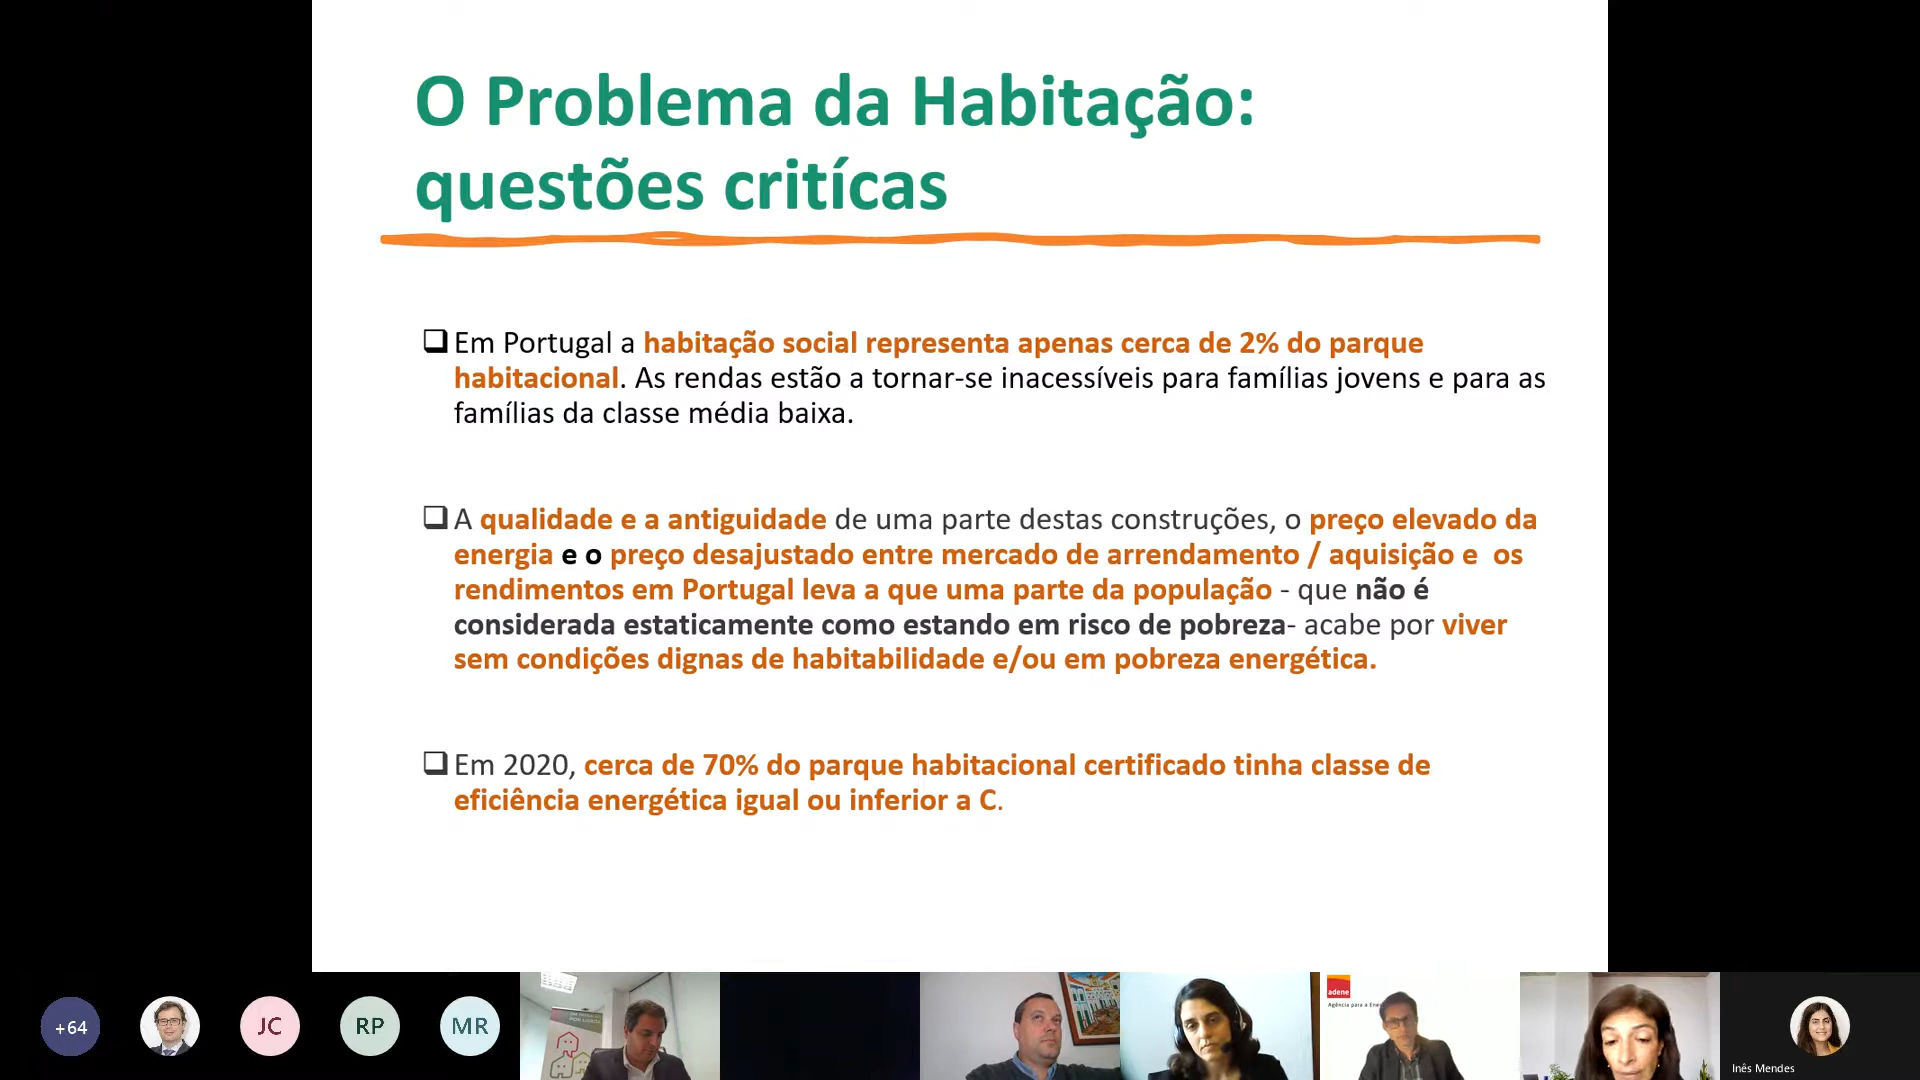 O Problema da Habitação:
questões critícas
Em Portugal a habitação social representa apenas cerca de 2% do parque
habitacional. As rendas estão a tornar-se inacessíveis para famílias jovens e para as
famílias da classe média baixa.
A qualidade e a antiguidade de uma parte destas construções, o preço elevado da
energia e o preço desajustado entre mercado de arrendamento / aquisição e os
rendimentos em Portugal leva a que uma parte da população - que não é
considerada estaticamente como estando em risco de pobreza- acabe por viver
sem condições dignas de habitabilidade e/ou em pobreza energética.
Em 2020, cerca de 70% do parque habitacional certificado tinha classe de
eficiência energética igual ou inferior a C.
+64
JC
RP
MR
POR LISBOA
adene
Agência para a Ene
Inês Mendes